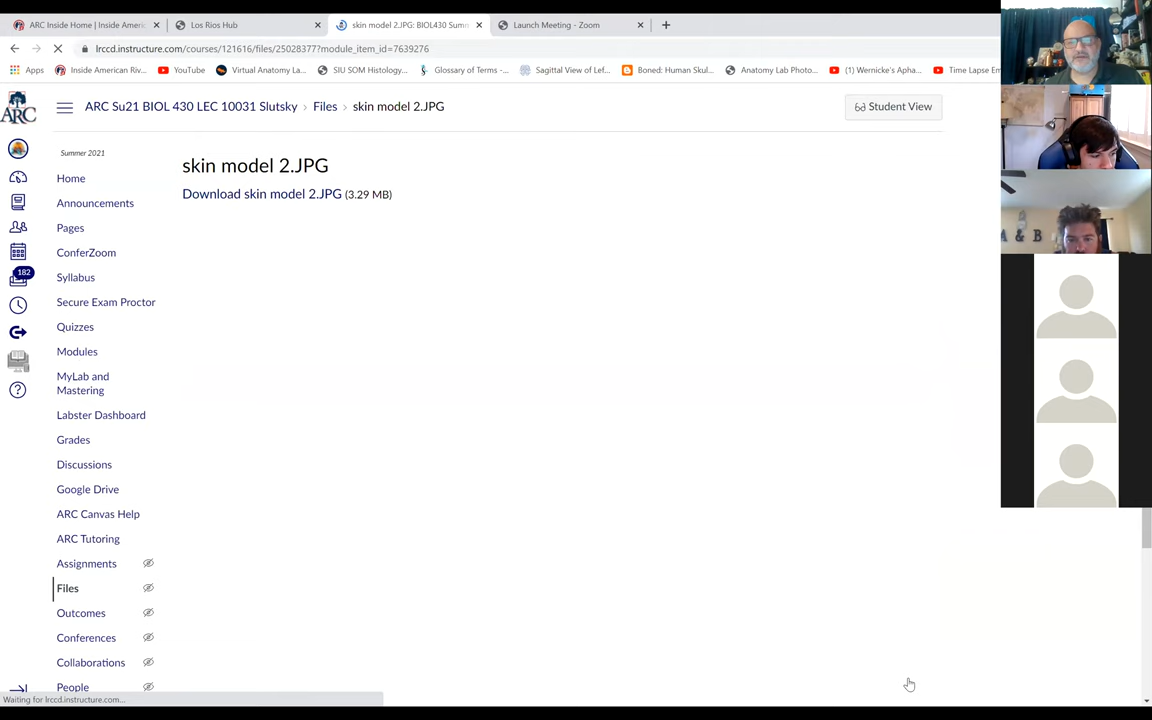 ARC Inside Home | Inside Americ
Los Rios Hub
skin model 2.JPG: BIOL430 Summ
Launch Meeting - Zoom
lrccd.instructure.com/courses/121616/files/25028377?module_item_id=7639276
Apps
Inside American Riv...
YouTube
Virtual Anatomy La...
SIU SOM Histology...
Glossary of Terms -...
Sagittal View of Lef...
Boned: Human Skul...
Anatomy Lab Photo...
(1) Wernicke's Apha...
Time Lapse Em
ARC
ARC Su21 BIOL 430 LEC 10031 Slutsky › Files › skin model 2.JPG
Student View
Summer 2021
skin model 2.JPG
Download skin model 2.JPG (3.29 MB)
Home
Announcements
Pages
ConferZoom
Syllabus
182
Secure Exam Proctor
Quizzes
Modules
MyLab and
Mastering
Labster Dashboard
Grades
Discussions
Google Drive
ARC Canvas Help
ARC Tutoring
Assignments
Files
Outcomes
Conferences
Collaborations
People
Waiting for lrccd.instructure.com...
A & B